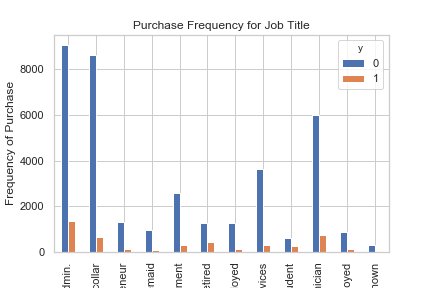 Purchase Frequency for Job Title
y
0
1
Frequency of Purchase
8000
6000
4000
2000
0
dmin.
collar
eneur
maid
ment
tired
oyed
vices
udent
nician
oyed
nown